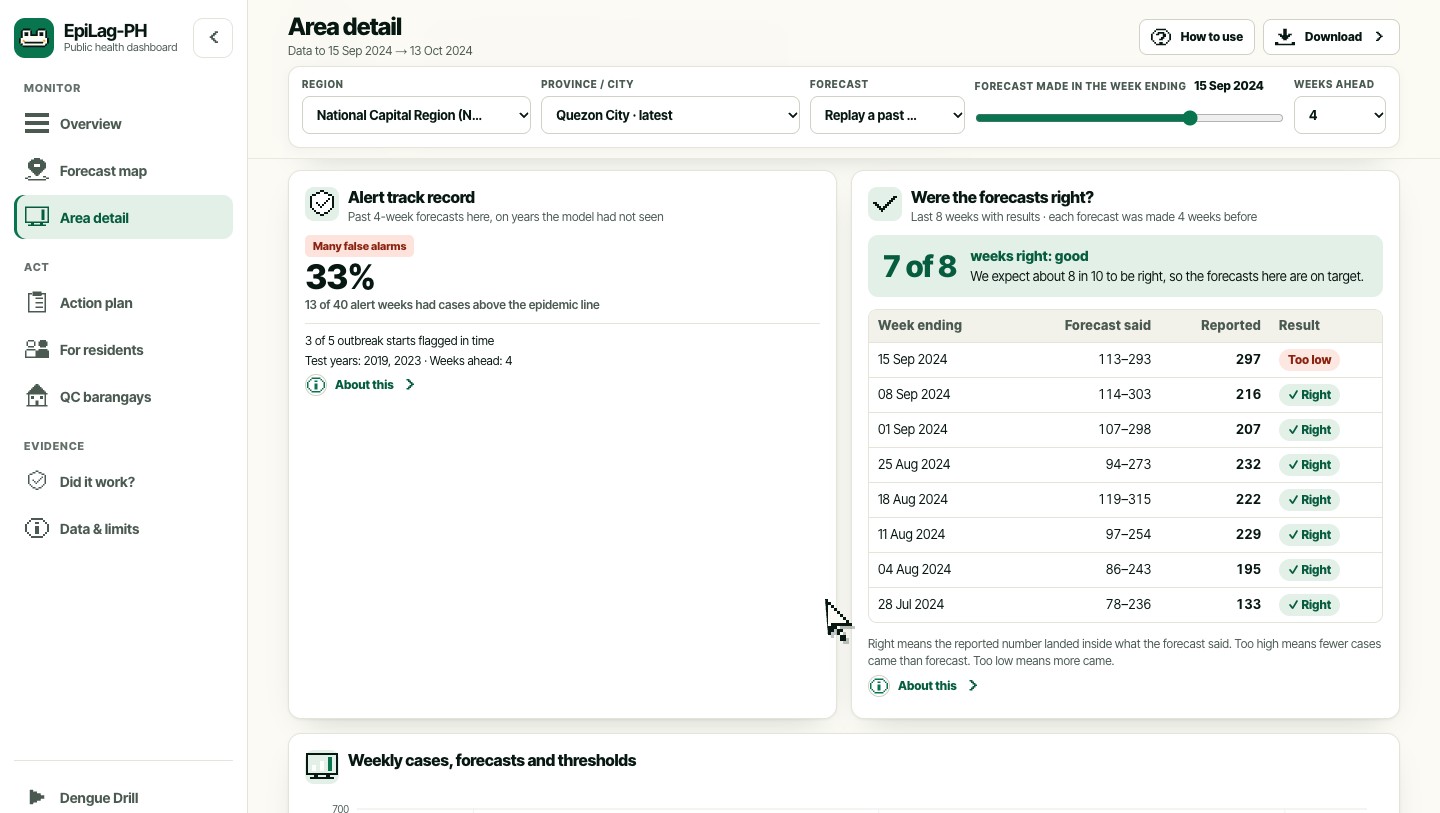 EpiLag-PH
Public health dashboard
MONITOR
Overview
Forecast map
Area detail
ACT
Action plan
For residents
QC barangays
EVIDENCE
Did it work?
Data & limits
Dengue Drill
Area detail
Data to 15 Sep 2024 → 13 Oct 2024
How to use
Download
REGION
National Capital Region (N...
PROVINCE / CITY
Quezon City · latest
FORECAST
Replay a past ...
FORECAST MADE IN THE WEEK ENDING 15 Sep 2024
WEEKS AHEAD
4
Alert track record
Past 4-week forecasts here, on years the model had not seen
Many false alarms
33%
13 of 40 alert weeks had cases above the epidemic line
3 of 5 outbreak starts flagged in time
Test years: 2019, 2023 · Weeks ahead: 4
About this
Were the forecasts right?
Last 8 weeks with results · each forecast was made 4 weeks before
7 of 8
weeks right: good
We expect about 8 in 10 to be right, so the forecasts here are on target.
Week ending Forecast said Reported Result
15 Sep 2024 113–293 297 Too low
08 Sep 2024 114–303 216 ✓ Right
01 Sep 2024 107–298 207 ✓ Right
25 Aug 2024 94–273 232 ✓ Right
18 Aug 2024 119–315 222 ✓ Right
11 Aug 2024 97–254 229 ✓ Right
04 Aug 2024 86–243 195 ✓ Right
28 Jul 2024 78–236 133 ✓ Right
Right means the reported number landed inside what the forecast said. Too high means fewer cases
came than forecast. Too low means more came.
About this
Weekly cases, forecasts and thresholds
700